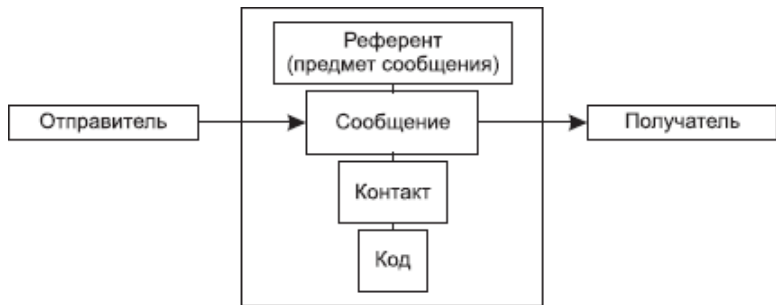 Референт
(предмет сообщения)
Отправитель
Сообщение
Получатель
Контакт
Код